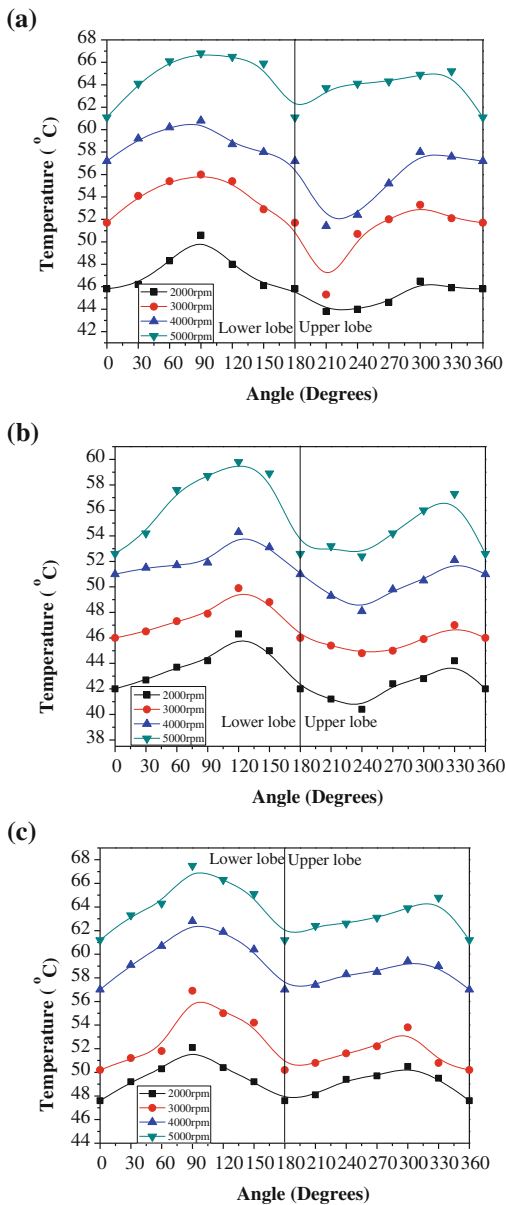 (a)
68
66
64
62
60
58
56
54
52
50
48
46
44
42
Temperature ( °C)
2000rpm
3000rpm
4000rpm
5000rpm
Lower lobe
Upper lobe
0 30 60 90 120 150 180 210 240 270 300 330 360
Angle (Degrees)
(b)
60
58
56
54
52
50
48
46
44
42
40
38
Temperature ( °C)
2000rpm
3000rpm
4000rpm
5000rpm
Lower lobe
Upper lobe
0 30 60 90 120 150 180 210 240 270 300 330 360
Angle (Degrees)
(c)
68
66
64
62
60
58
56
54
52
50
48
46
44
Temperature ( °C)
Lower lobe
Upper lobe
2000rpm
3000rpm
4000rpm
5000rpm
0 30 60 90 120 150 180 210 240 270 300 330 360
Angle (Degrees)